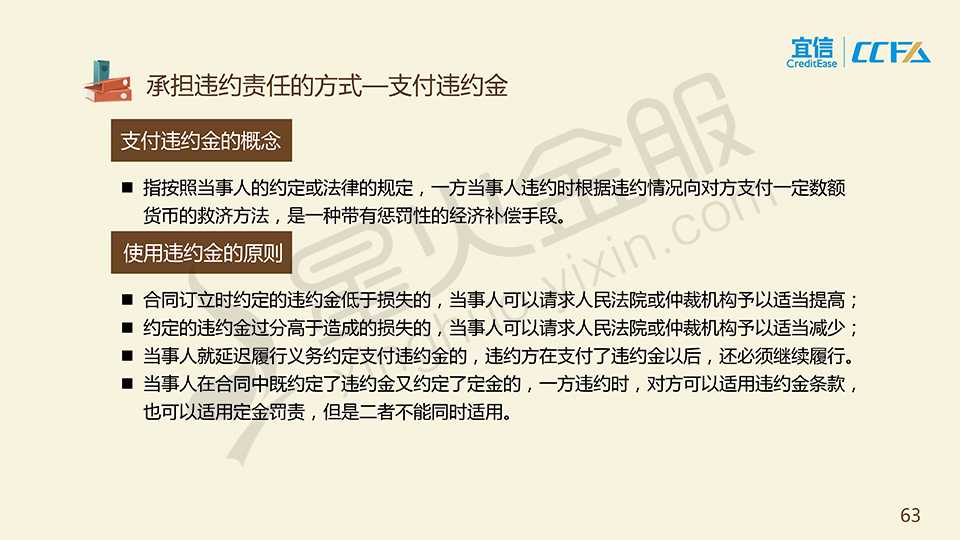 宜信
CreditEase
CCFA
承担违约责任的方式—支付违约金
支付违约金的概念
■ 指按照当事人的约定或法律的规定，一方当事人违约时根据违约情况向对方支付一定数额
货币的救济方法，是一种带有惩罚性的经济补偿手段。
使用违约金的原则
■ 合同订立时约定的违约金低于损失的，当事人可以请求人民法院或仲裁机构予以适当提高；
■ 约定的违约金过分高于造成的损失的，当事人可以请求人民法院或仲裁机构予以适当减少；
■ 当事人就延迟履行义务约定支付违约金的，违约方在支付了违约金以后，还必须继续履行。
■ 当事人在合同中既约定了违约金又约定了定金的，一方违约时，对方可以适用违约金条款，
也可以适用定金罚责，但是二者不能同时适用。
星火金服
xinghuo.yixin.com
63